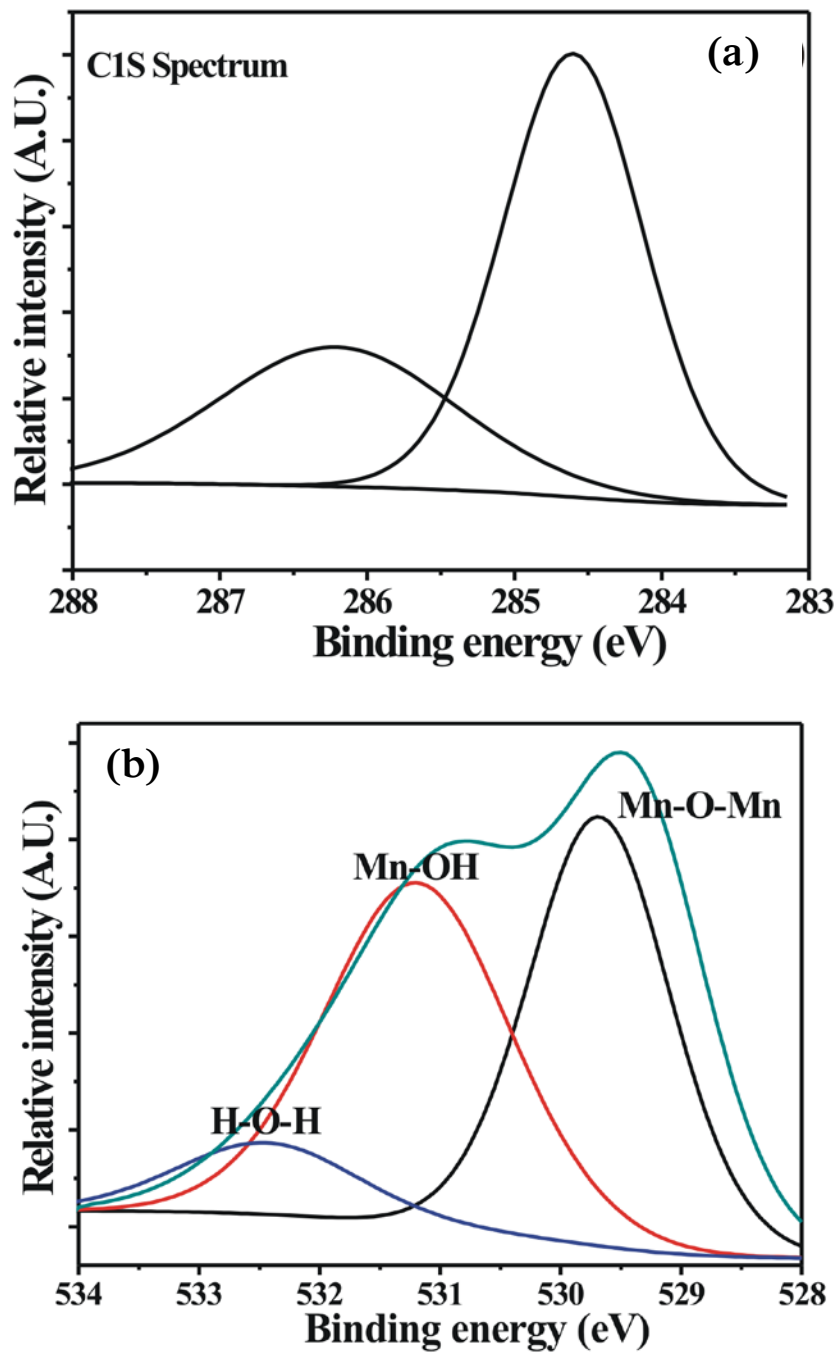 C1S Spectrum
(a)
Relative intensity (A.U.)
288 287 286 285 284 283
Binding energy (eV)
(b)
Mn-O-Mn
Mn-OH
H-O-H
Relative intensity (A.U.)
534 533 532 531 530 529 528
Binding energy (eV)